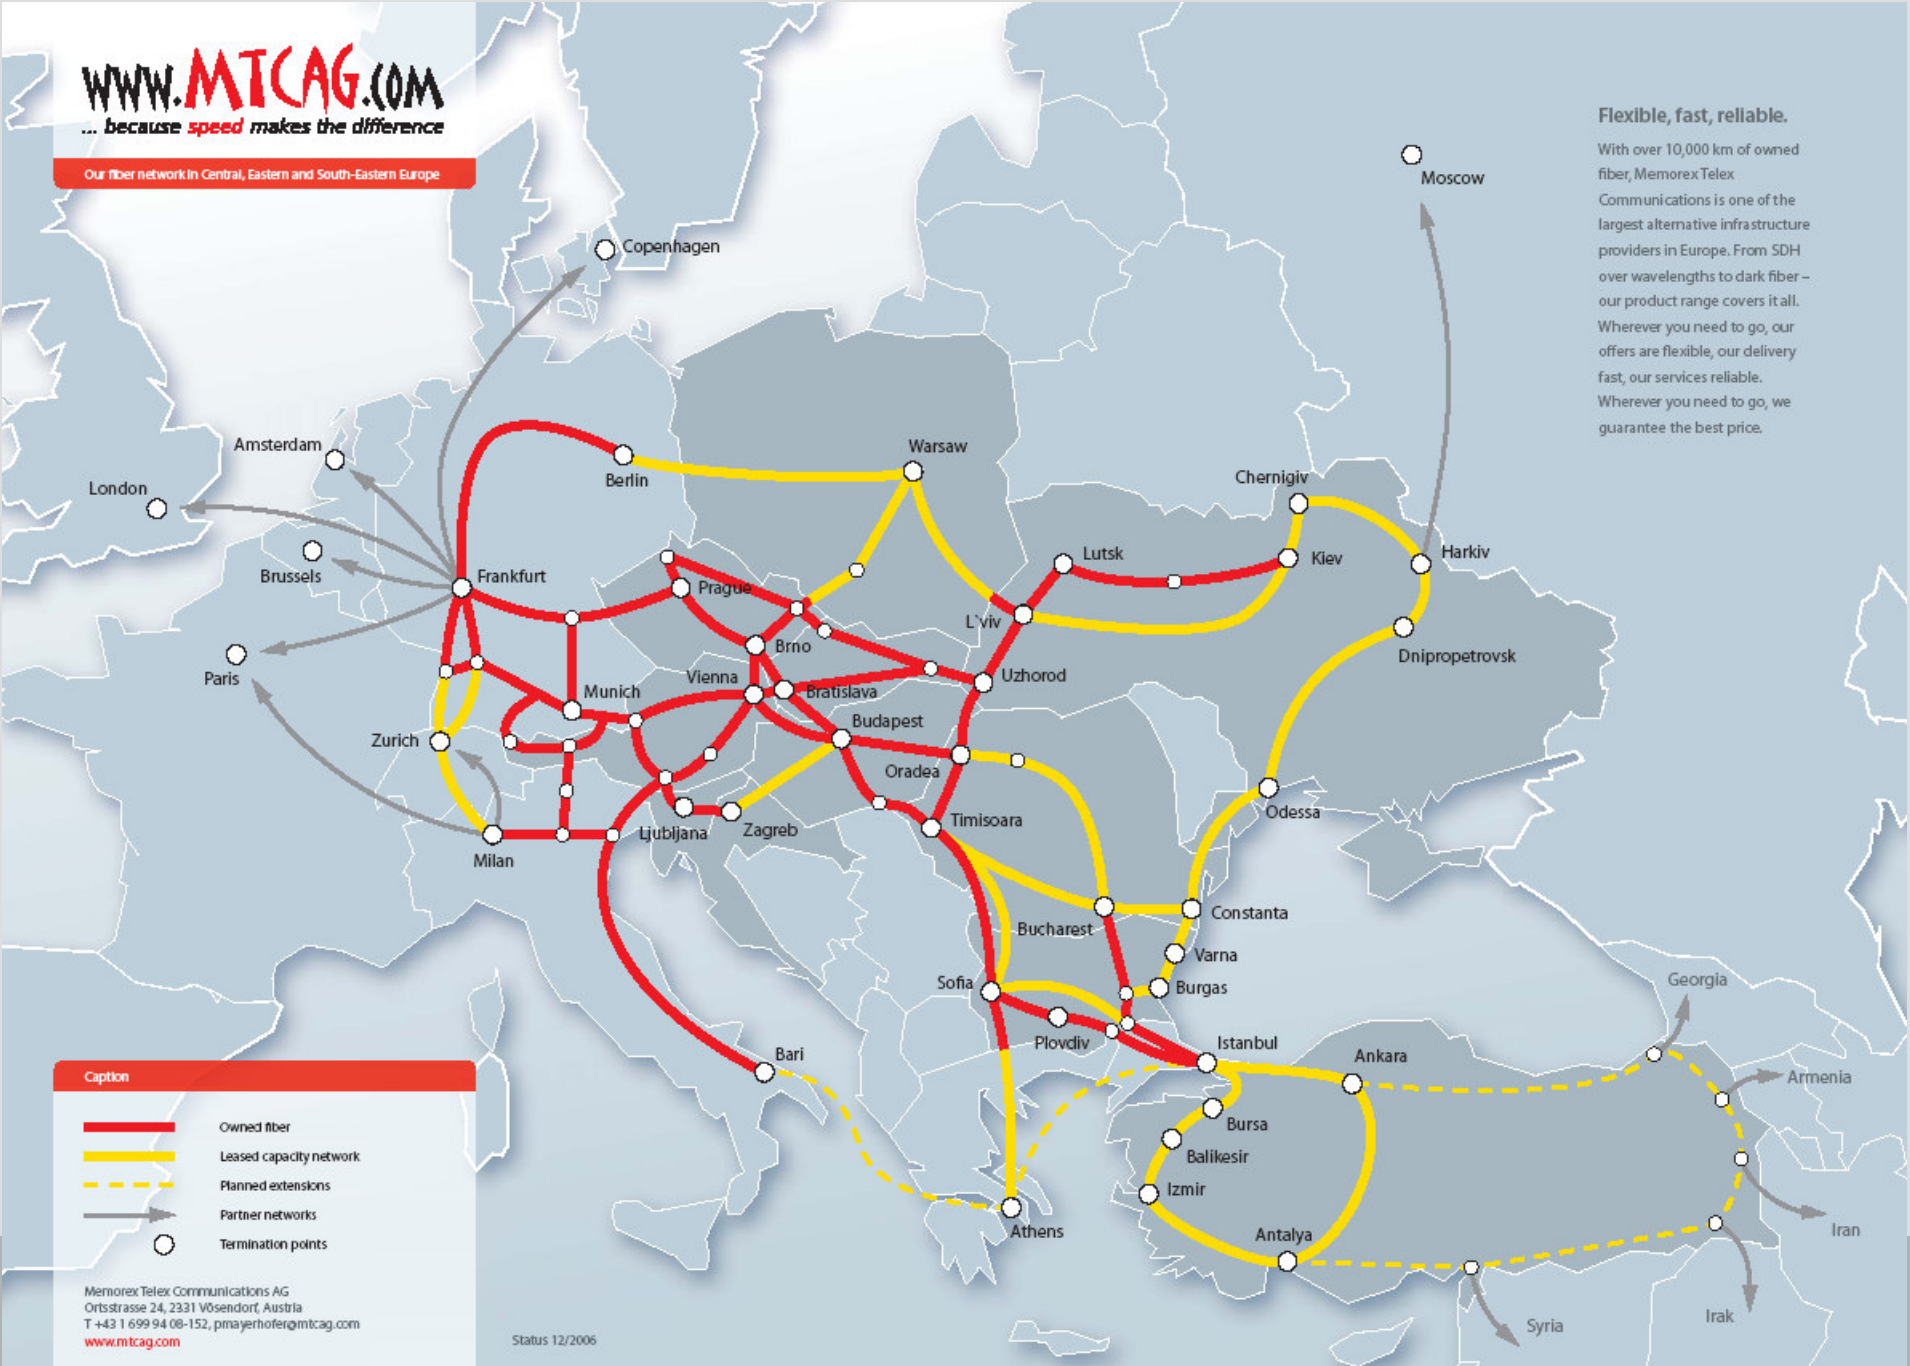 www.MTCAG.com
... because speed makes the difference
Our fiber network in Central, Eastern and South-Eastern Europe
Flexible, fast, reliable.
With over 10,000 km of owned
fiber, Memorex Telex
Communications is one of the
largest alternative infrastructure
providers in Europe. From SDH
over wavelengths to dark fiber –
our product range covers it all.
Wherever you need to go, our
offers are flexible, our delivery
fast, our services reliable.
Wherever you need to go, we
guarantee the best price.
Moscow
Copenhagen
Amsterdam
London
Brussels
Paris
Frankfurt
Berlin
Warsaw
Chernigiv
Harkiv
Kiev
Lutsk
L`viv
Dnipropetrovsk
Prague
Brno
Vienna
Bratislava
Uzhorod
Munich
Budapest
Zurich
Oradea
Odessa
Milan
Ljubljana
Zagreb
Timisoara
Bucharest
Constanta
Varna
Burgas
Sofia
Plovdiv
Istanbul
Ankara
Georgia
Armenia
Bari
Bursa
Balikesir
Izmir
Antalya
Athens
Iran
Irak
Syria
Caption
Owned fiber
Leased capacity network
Planned extensions
Partner networks
Termination points
Memorex Telex Communications AG
Ortsstrasse 24, 2331 Vösendorf, Austria
T +43 1 699 94 08-152, pmayerhofer@mtcag.com
www.mtcag.com
Status 12/2006